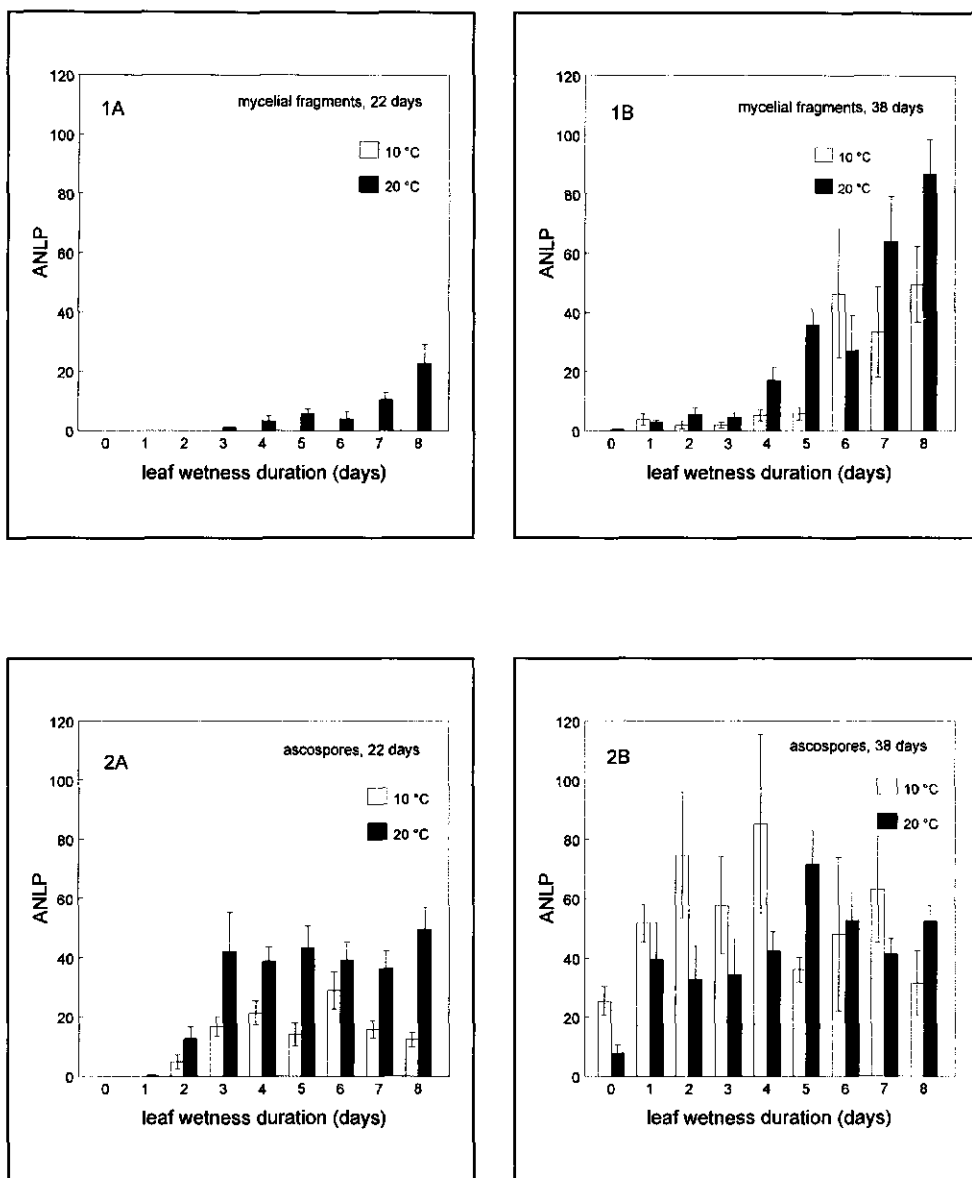 120
1A
mycelial fragments, 22 days
100
10 °C
80
20 °C
ANLP
60
40
20
0
0 1 2 3 4 5 6 7 8
leaf wetness duration (days)
120
1B
mycelial fragments, 38 days
100
10 °C
80
20 °C
ANLP
60
40
20
0
0 1 2 3 4 5 6 7 8
leaf wetness duration (days)
120
2A
ascospores, 22 days
100
10 °C
80
20 °C
ANLP
60
40
20
0
0 1 2 3 4 5 6 7 8
leaf wetness duration (days)
120
2B
ascospores, 38 days
100
10 °C
80
20 °C
ANLP
60
40
20
0
0 1 2 3 4 5 6 7 8
leaf wetness duration (days)